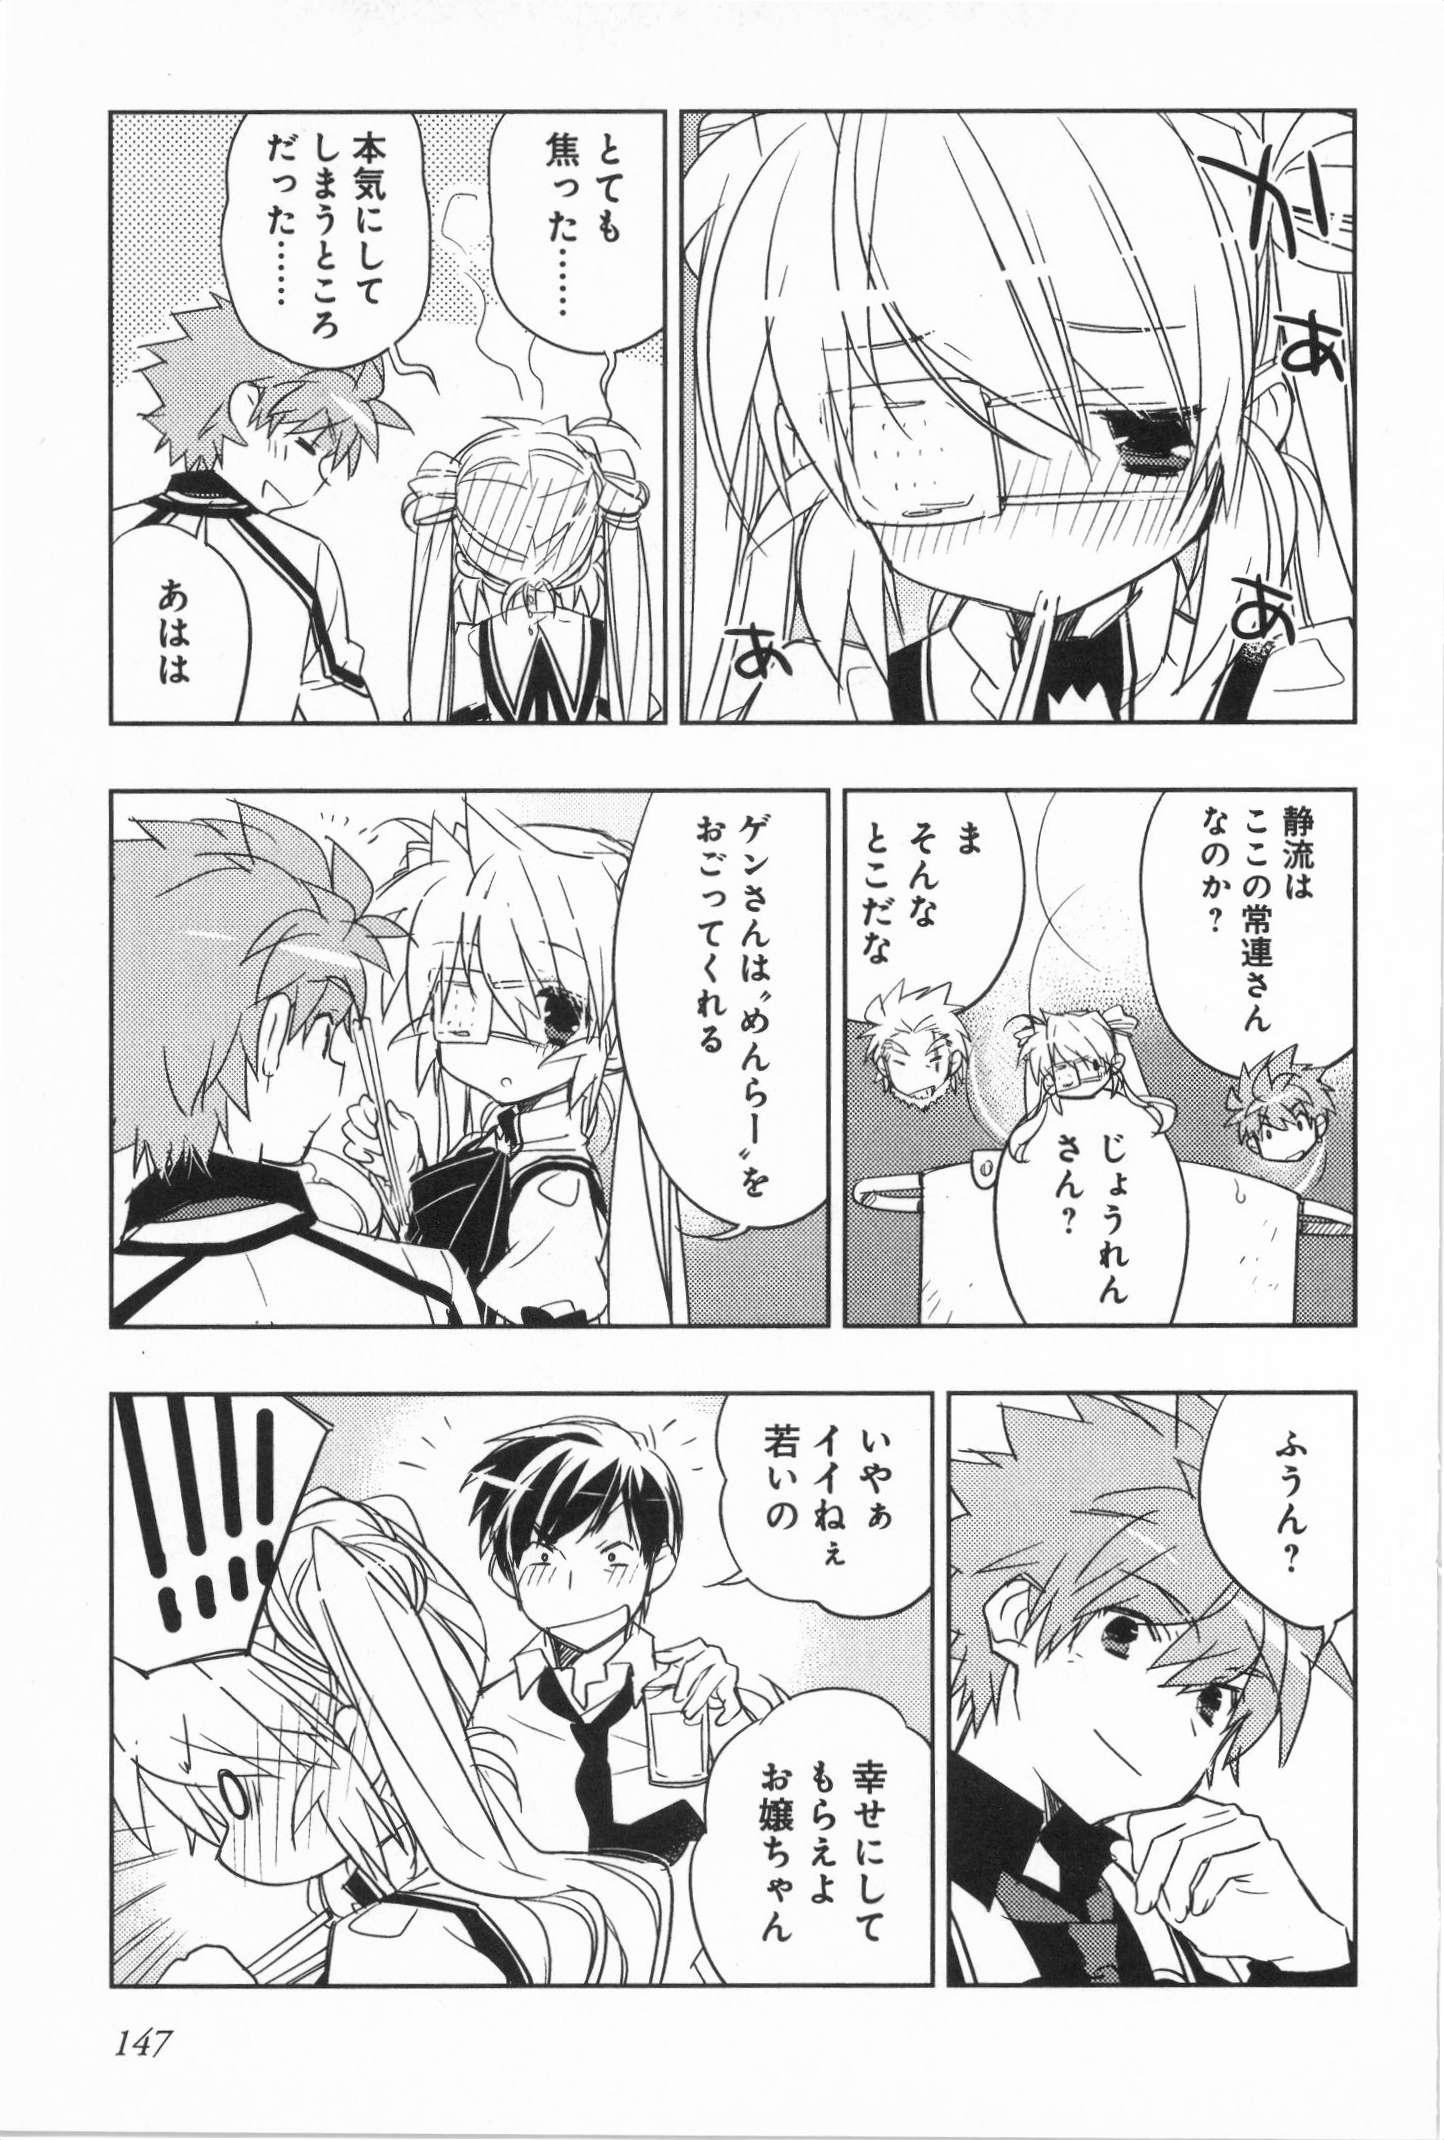 かあああ
とても
焦った……
本気にして
しまうところ
だった……
あはは
静流は
ここの常連さん
なのか？
じょうれん
さん？
ま
そんな
とこだな
ゲンさんは〝めんらー〟を
おごってくれる
ふうん？
いやぁ
イイねぇ
若いの
幸せにして
もらえよ
お嬢ちゃん
!!!!
147